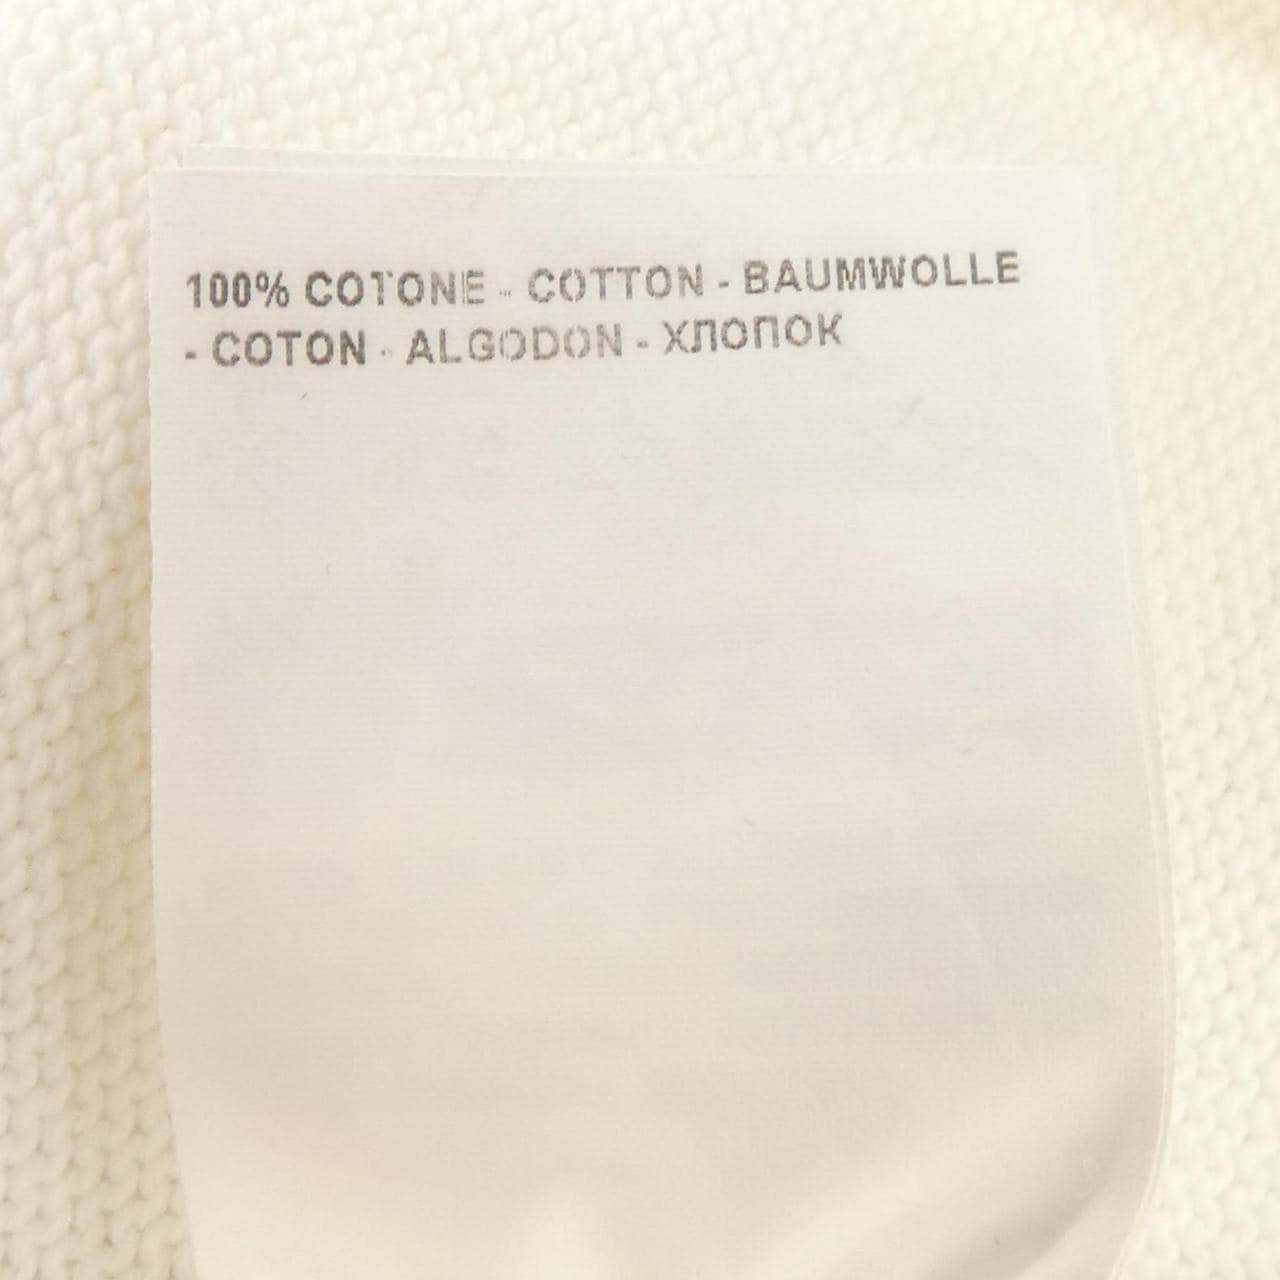 100% COTONE - COTTON - BAUMWOLLE
- COTON - ALGODON - ХЛОПОК